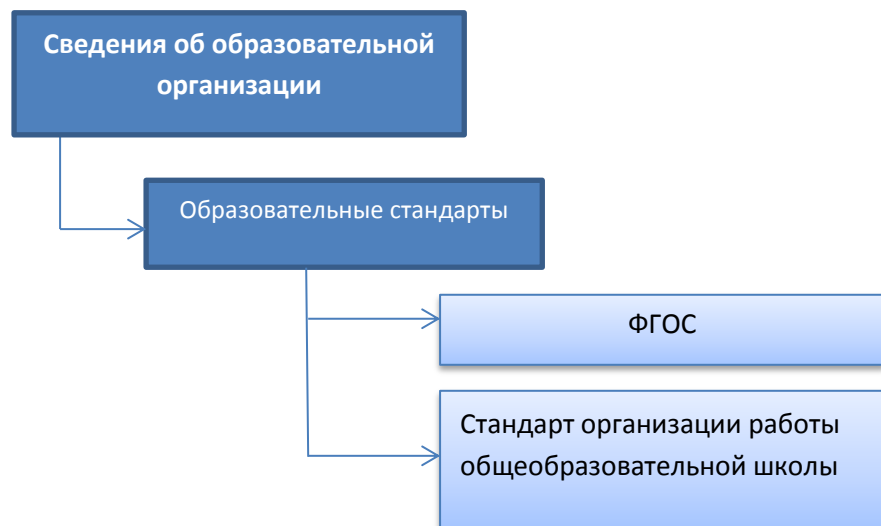 Сведения об образовательной
организации
Образовательные стандарты
ФГОС
Стандарт организации работы
общеобразовательной школы